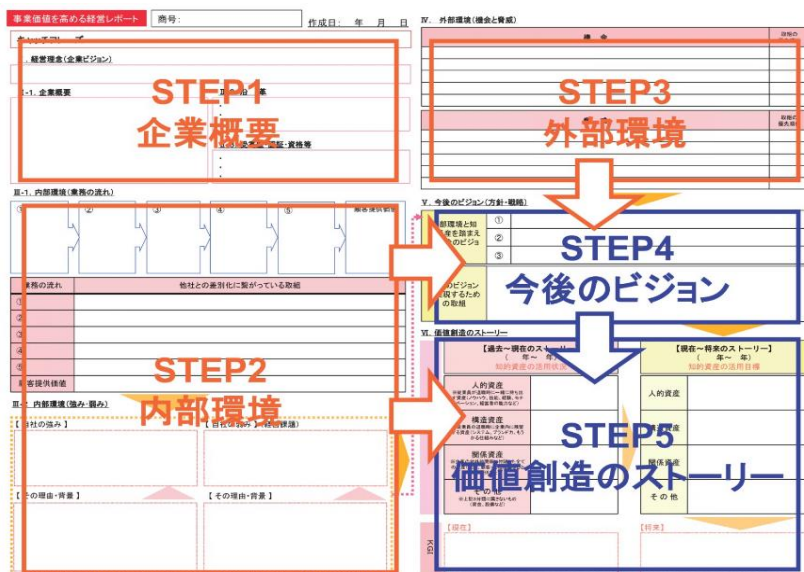 事業価値を高める経営レポート
商号:
作成日: 年 月 日
経営理念(企業ビジョン)
-1. 企業概要
STEP1
企業概要
Ⅲ-1. 内部環境(業務の流れ)
① ② ③ ④ ⑤
業務の流れ 他社との差別化に繋がっている取組
①
②
③
④
⑤
顧客提供価値
STEP2
内部環境
内部環境(強み・弱み)
【自社の強み】
【その理由・背景】
【その理由・背景】
Ⅳ. 外部環境(機会と脅威)
機 会
STEP3
外部環境
Ⅴ. 今後のビジョン(方針・戦略)
①
②
③
STEP4
今後のビジョン
Ⅵ. 価値創造のストーリー
【過去~現在のストーリー】
( 年~ 年)
知的資産の活用状況
【現在~将来のストーリー】
( 年~ 年)
知的資産の活用目標
人的資産
構造資産
関係資産
その他
人的資産
関係資産
その他
STEP5
価値創造のストーリー
KGI
【現在】
【将来】